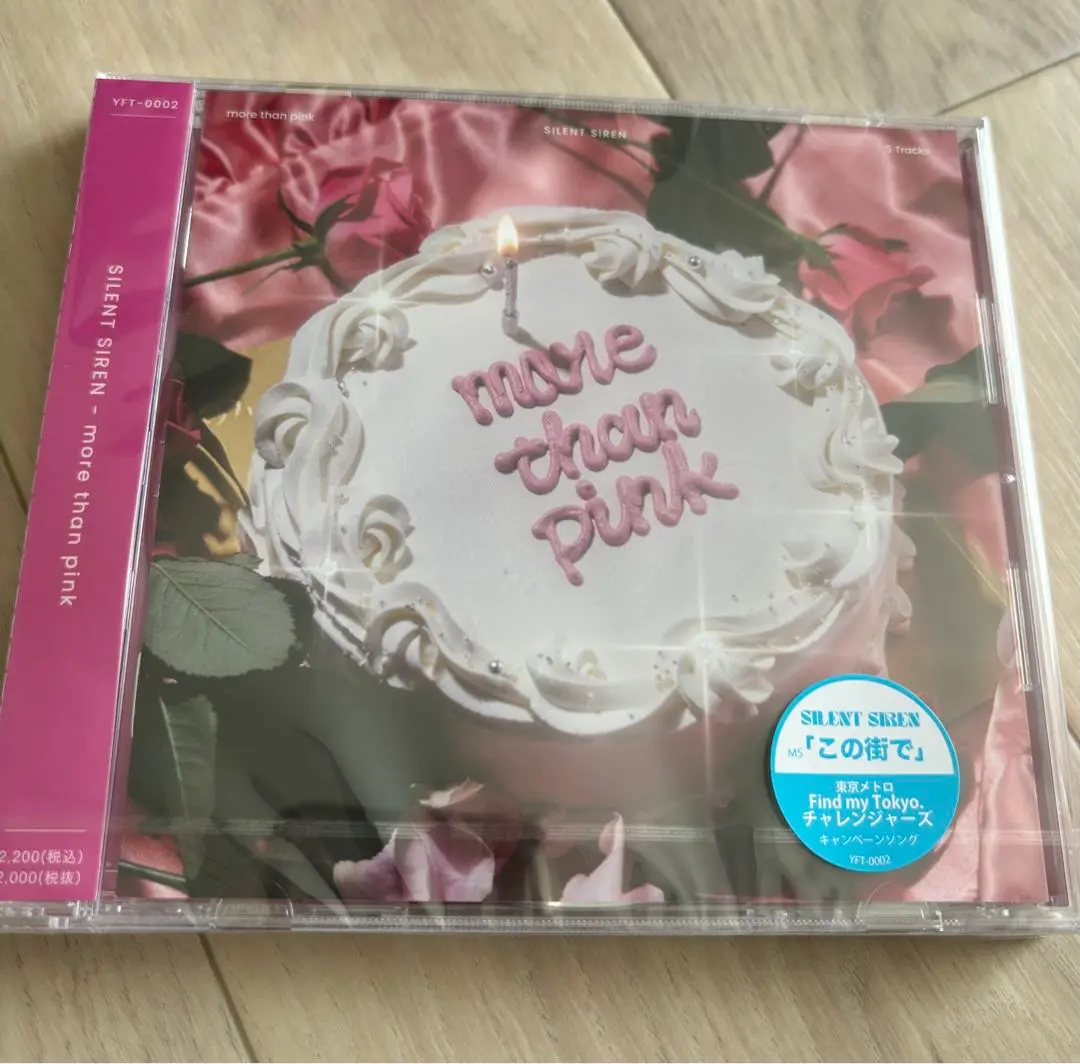 YFT-0002
SILENT SIREN - more than pink
2,200(税込)
2,000(税抜)
more than pink
SILENT SIREN
5 Tracks
more
than
pink
SILENT SIREN
M5「この街で」
東京メトロ
Find my Tokyo.
チャレンジャーズ
キャンペーンソング
YFT-0002